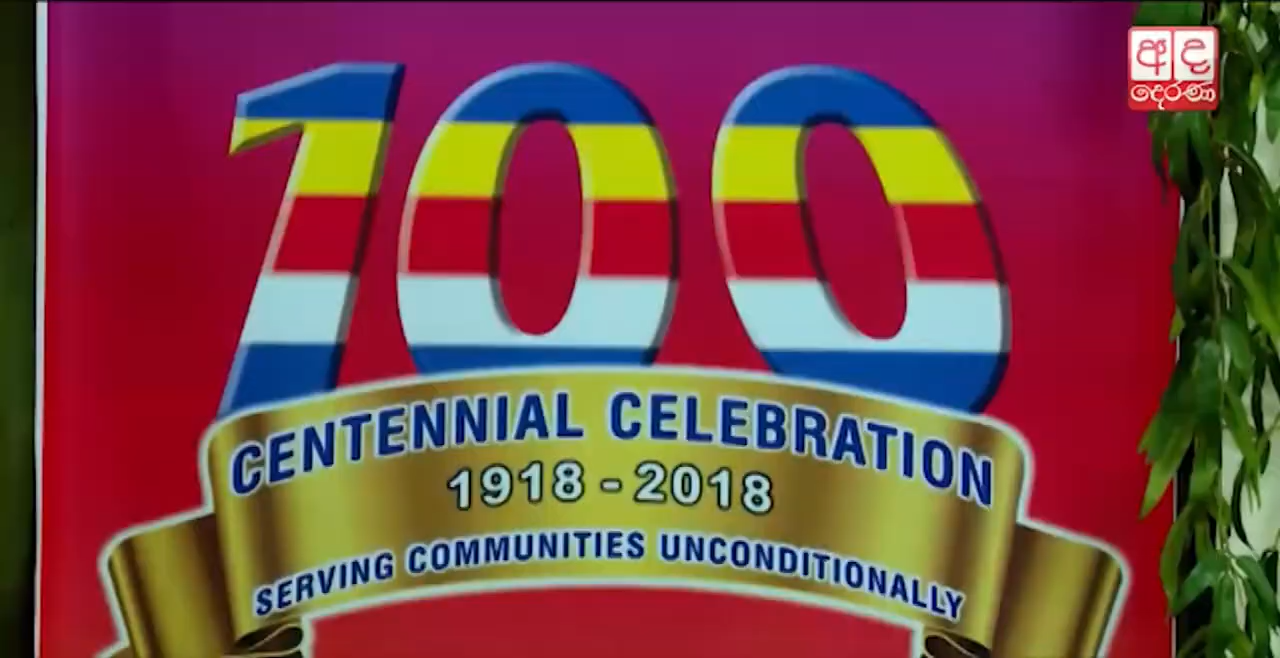 අද
දෙරණ
100
CENTENNIAL CELEBRATION
1918 - 2018
SERVING COMMUNITIES UNCONDITIONALLY